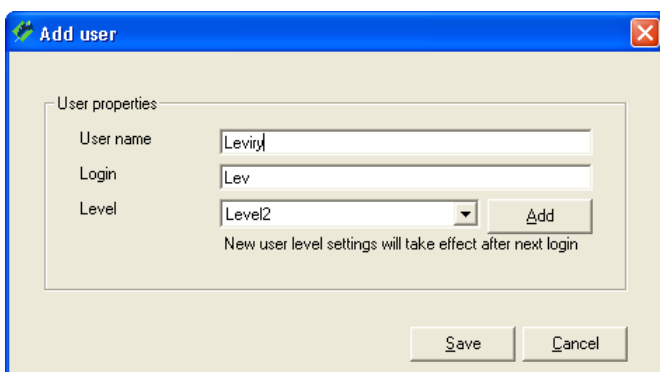 Add user
User properties
User name Leviry
Login Lev
Level Level2 Add
New user level settings will take effect after next login
Save Cancel